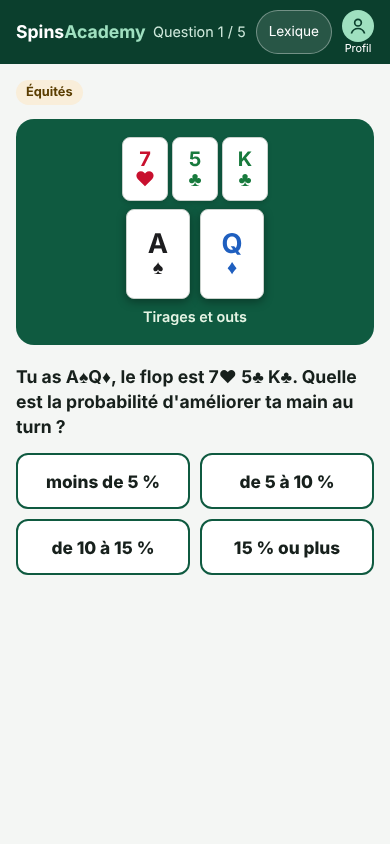 SpinsAcademy Question 1 / 5 Lexique Profil
Équités
7♥ 5♣ K♣
A♠ Q♦
Tirages et outs
Tu as A♠Q♦, le flop est 7♥ 5♣ K♣. Quelle
est la probabilité d'améliorer ta main au
turn ?
moins de 5 % de 5 à 10 %
de 10 à 15 % 15 % ou plus